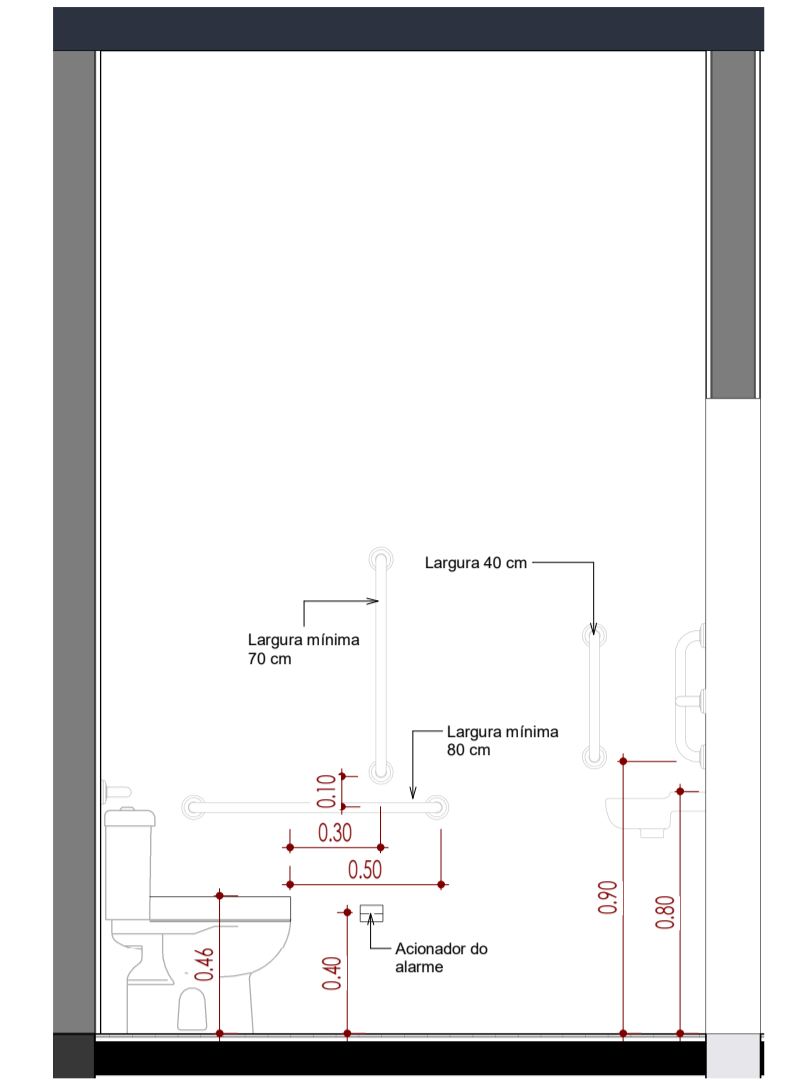 Largura 40 cm
Largura mínima
70 cm
Largura mínima
80 cm
0.10
0.30
0.50
0.90
0.80
0.46
0.40
Acionador do
alarme